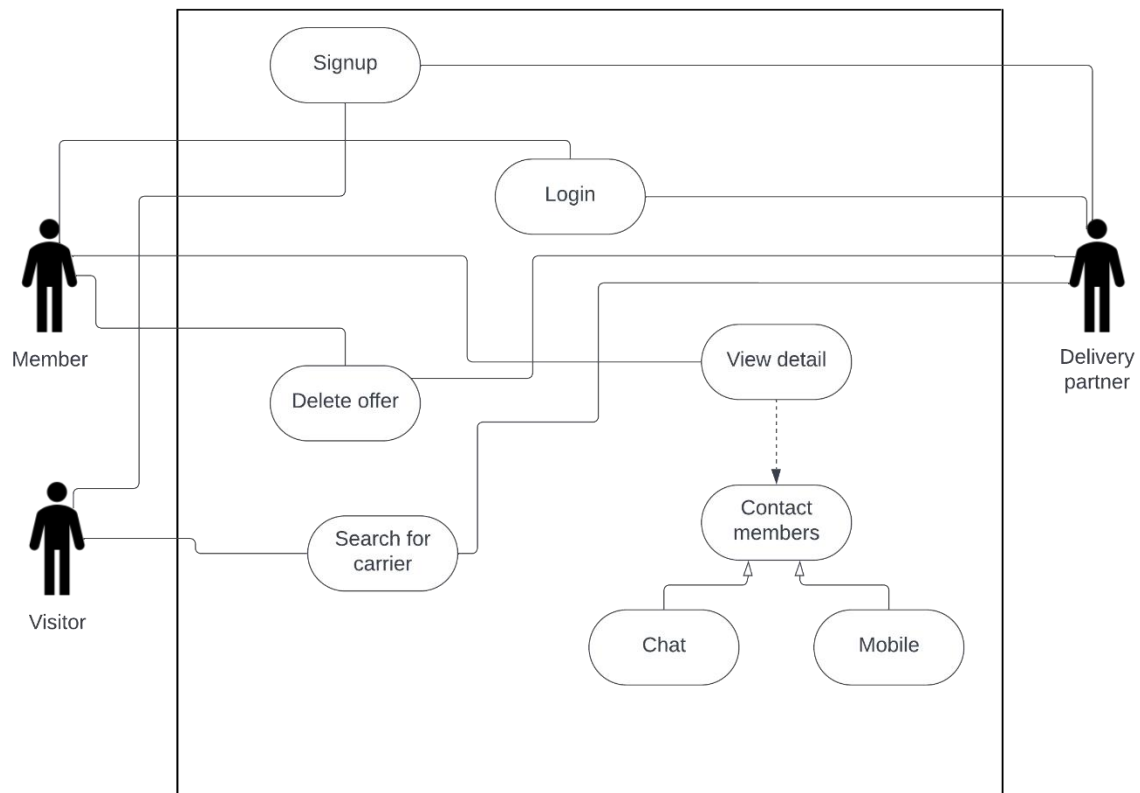 Signup
Login
Member
View detail
Delivery
partner
Delete offer
Contact
members
Search for
carrier
Visitor
Chat
Mobile